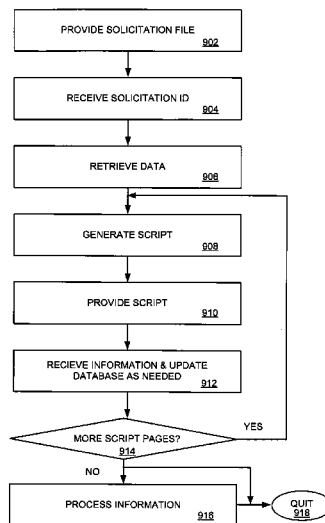 PROVIDE SOLICITATION FILE
902
RECEIVE SOLICITATION ID
904
RETRIEVE DATA
906
GENERATE SCRIPT
908
PROVIDE SCRIPT
910
RECIEVE INFORMATION & UPDATE
DATABASE AS NEEDED
912
YES
MORE SCRIPT PAGES?
914
NO
PROCESS INFORMATION
916
QUIT
918